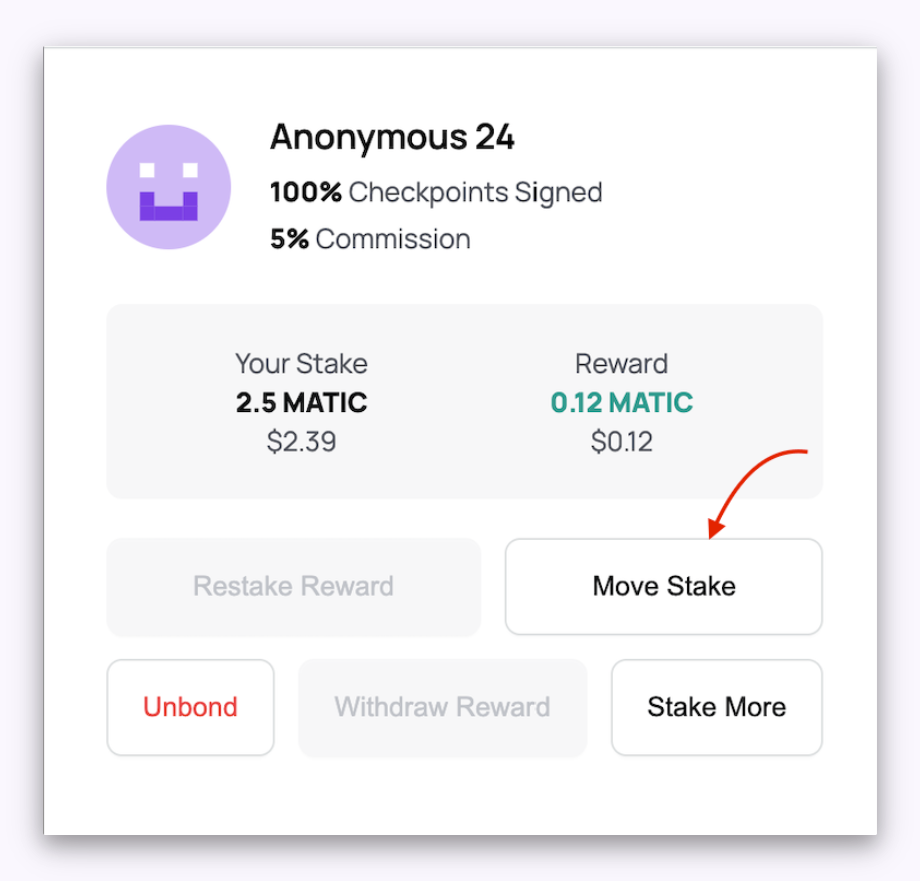 Anonymous 24
100% Checkpoints Signed
5% Commission
Your Stake
2.5 MATIC
$2.39
Reward
0.12 MATIC
$0.12
Restake Reward
Move Stake
Unbond
Withdraw Reward
Stake More